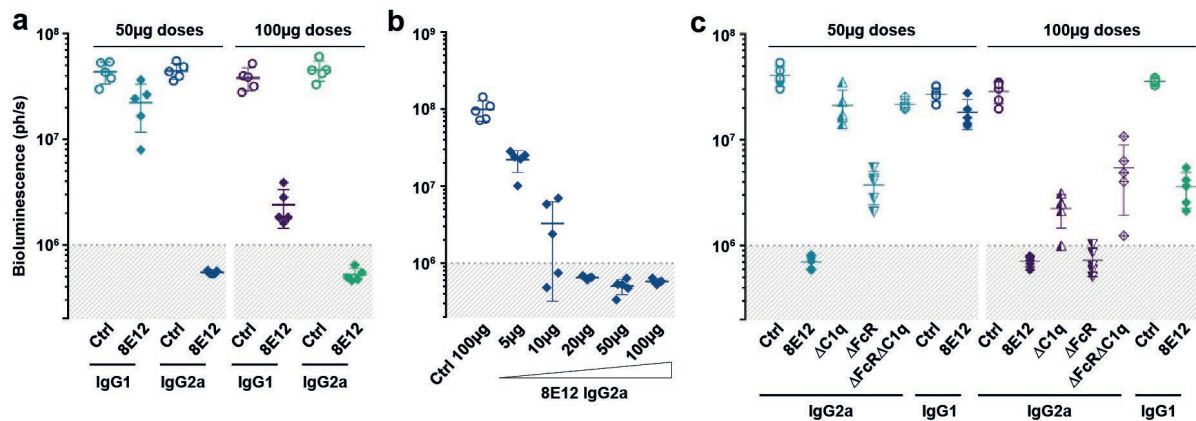 a
50µg doses
100µg doses
Bioluminescence (ph/s)
10⁸
10⁷
10⁶
Ctrl
8E12
Ctrl
8E12
Ctrl
8E12
Ctrl
8E12
IgG1
IgG2a
IgG1
IgG2a
b
10⁹
10⁸
10⁷
10⁶
Ctrl 100µg
5µg
10µg
20µg
50µg
100µg
8E12 IgG2a
c
50µg doses
100µg doses
10⁸
10⁷
10⁶
Ctrl
8E12
ΔC1q
ΔFcR
ΔFcRΔC1q
Ctrl
8E12
Ctrl
8E12
ΔC1q
ΔFcR
ΔFcRΔC1q
Ctrl
8E12
IgG2a
IgG1
IgG2a
IgG1